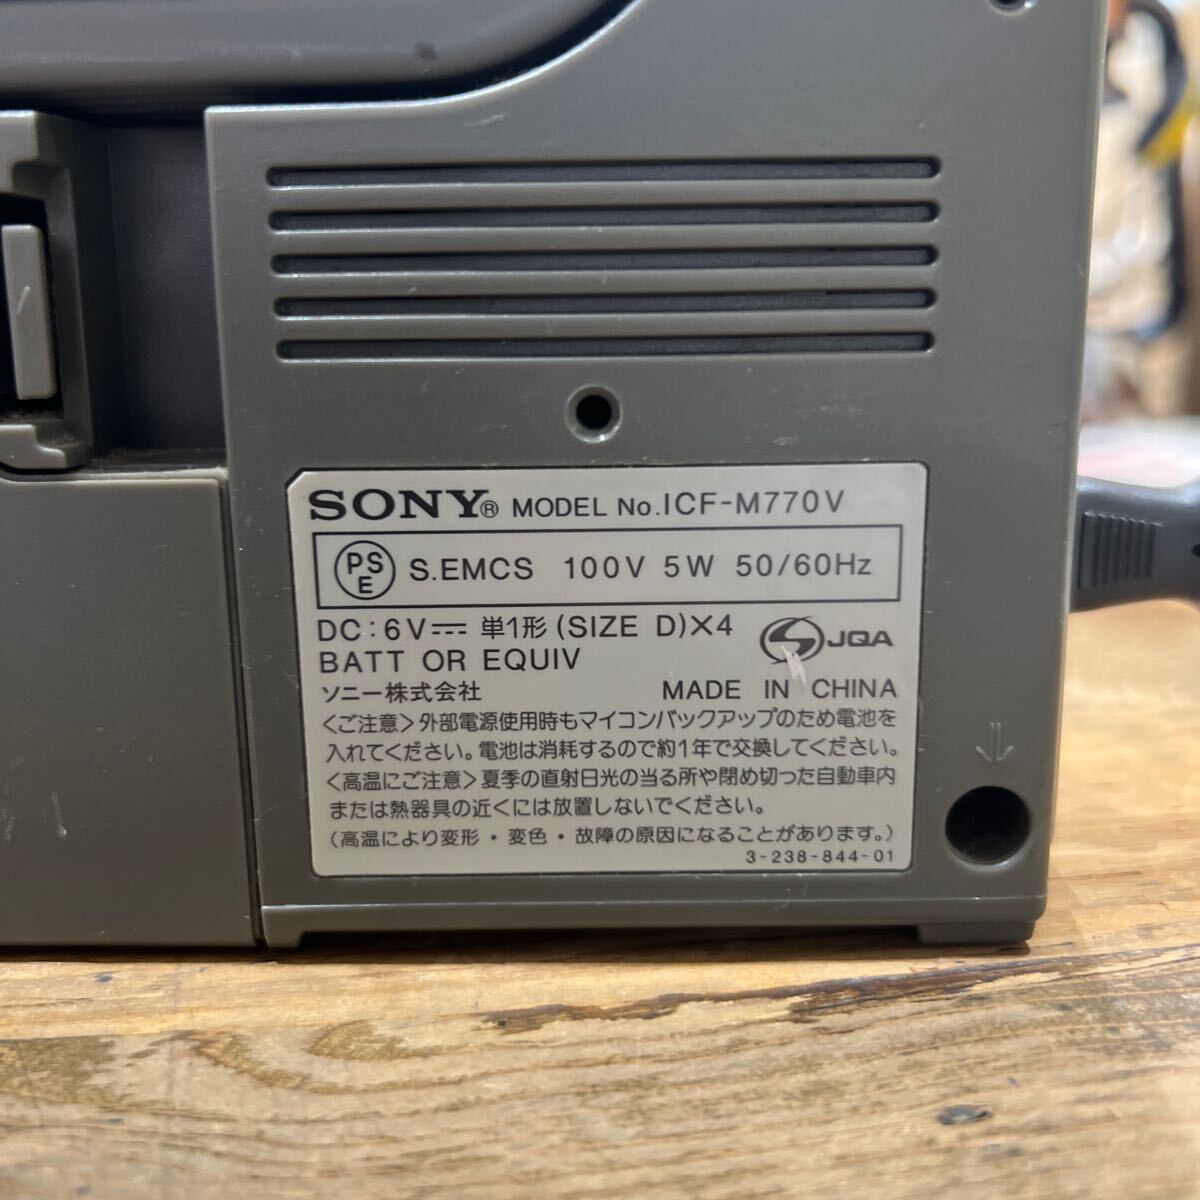 SONY® MODEL No.ICF-M770V
PSE S.EMCS 100V 5W 50/60Hz
DC:6V⎓ 単1形(SIZE D)×4
BATT OR EQUIV
JQA
ソニー株式会社 MADE IN CHINA
<ご注意>外部電源使用時もマイコンバックアップのため電池を
入れてください。電池は消耗するので約1年で交換してください。
<高温にご注意>夏季の直射日光の当る所や閉め切った自動車内
または熱器具の近くには放置しないでください。
(高温により変形・変色・故障の原因になることがあります。)
3-238-844-01